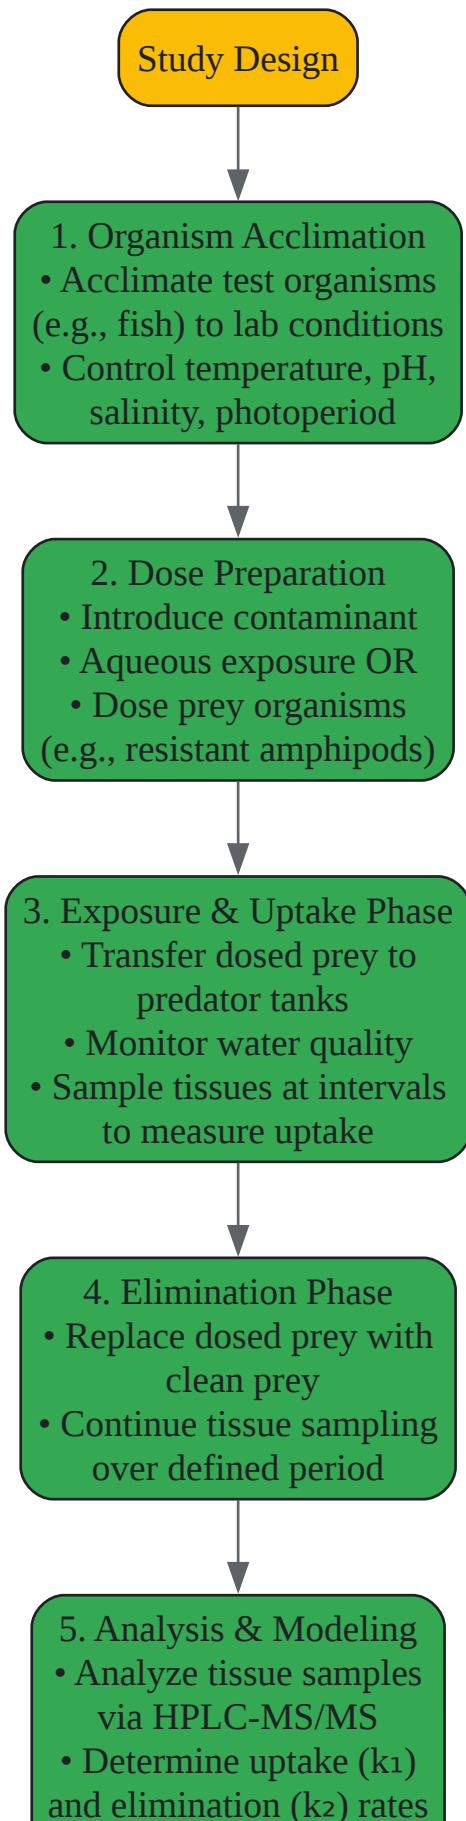 Study Design
1. Organism Acclimation
• Acclimate test organisms
(e.g., fish) to lab conditions
• Control temperature, pH,
salinity, photoperiod
2. Dose Preparation
• Introduce contaminant
• Aqueous exposure OR
• Dose prey organisms
(e.g., resistant amphipods)
3. Exposure & Uptake Phase
• Transfer dosed prey to
predator tanks
• Monitor water quality
• Sample tissues at intervals
to measure uptake
4. Elimination Phase
• Replace dosed prey with
clean prey
• Continue tissue sampling
over defined period
5. Analysis & Modeling
• Analyze tissue samples
via HPLC-MS/MS
• Determine uptake (k₁)
and elimination (k₂) rates